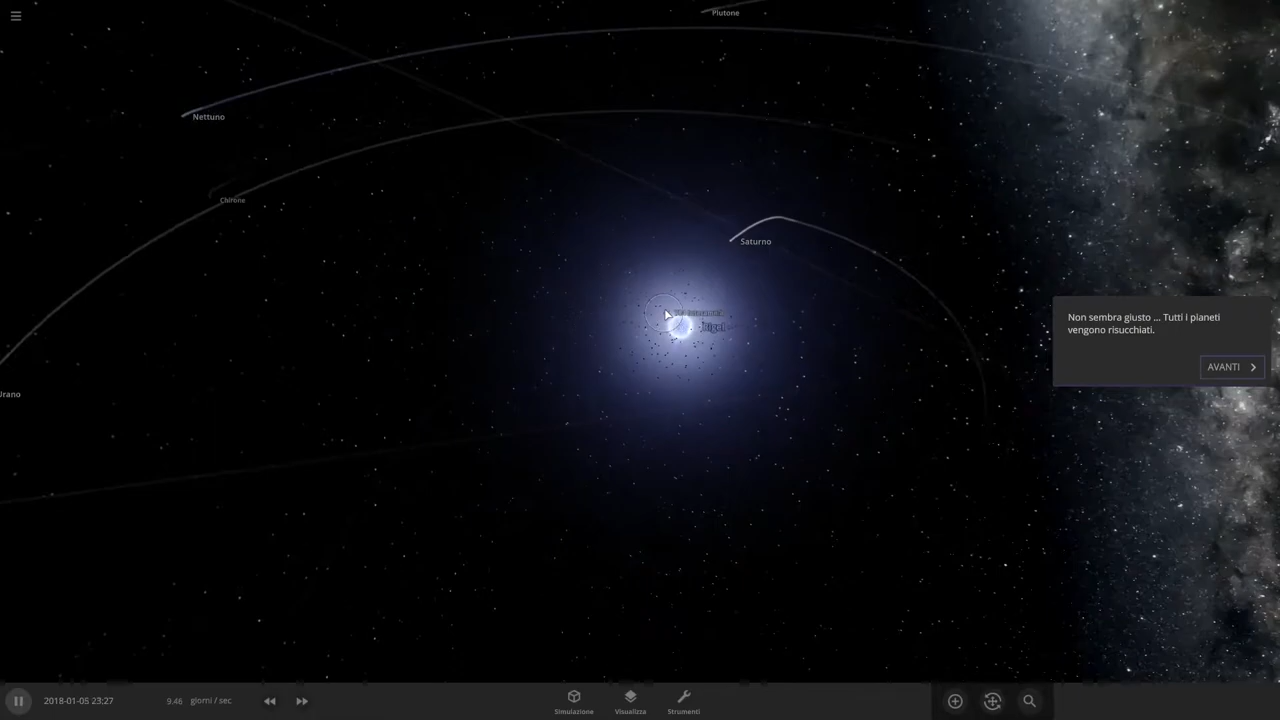 Plutone
Nettuno
Chirone
Saturno
Rigel
Non sembra giusto ... Tutti I pianeti
vengono risucchiati.
AVANTI
Urano
2018-01-05 23:27
9.46 giorni / sec
Simulazione
Visualizza
Strumenti